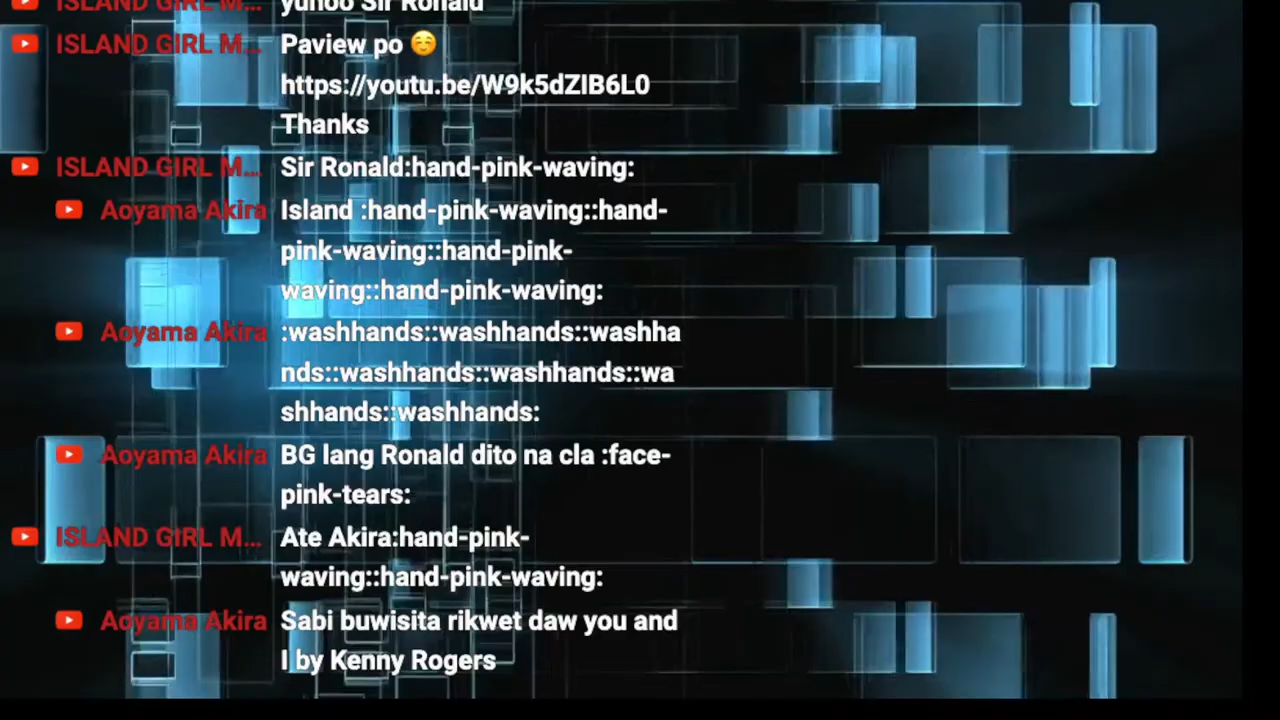 ISLAND GIRL M... yuhoo Sir Ronald
ISLAND GIRL M... Paview po ☺️
https://youtu.be/W9k5dZIB6L0
Thanks
ISLAND GIRL M... Sir Ronald:hand-pink-waving:
Aoyama Akira Island :hand-pink-waving::hand-
pink-waving::hand-pink-
waving::hand-pink-waving:
Aoyama Akira :washhands::washhands::washha
nds::washhands::washhands::wa
shhands::washhands:
Aoyama Akira BG lang Ronald dito na cla :face-
pink-tears:
ISLAND GIRL M... Ate Akira:hand-pink-
waving::hand-pink-waving:
Aoyama Akira Sabi buwisita rikwet daw you and
I by Kenny Rogers